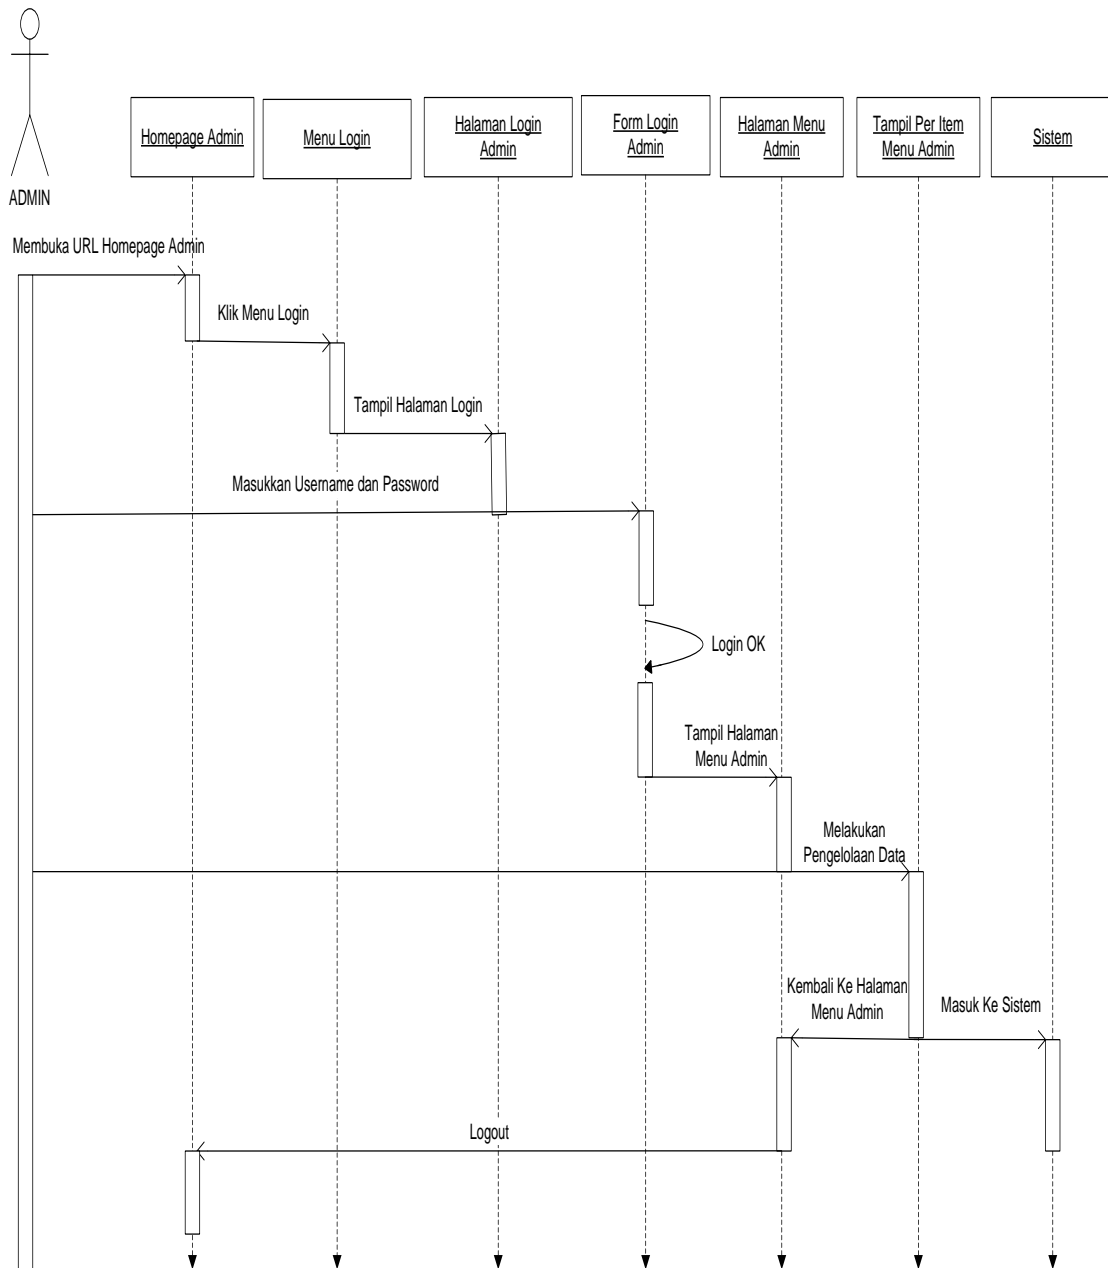 Homepage Admin
Menu Login
Halaman Login
Admin
Form Login
Admin
Halaman Menu
Admin
Tampil Per Item
Menu Admin
Sistem
ADMIN
Membuka URL Homepage Admin
Klik Menu Login
Tampil Halaman Login
Masukkan Username dan Password
Login OK
Tampil Halaman
Menu Admin
Melakukan
Pengelolaan Data
Kembali Ke Halaman
Menu Admin
Masuk Ke Sistem
Logout